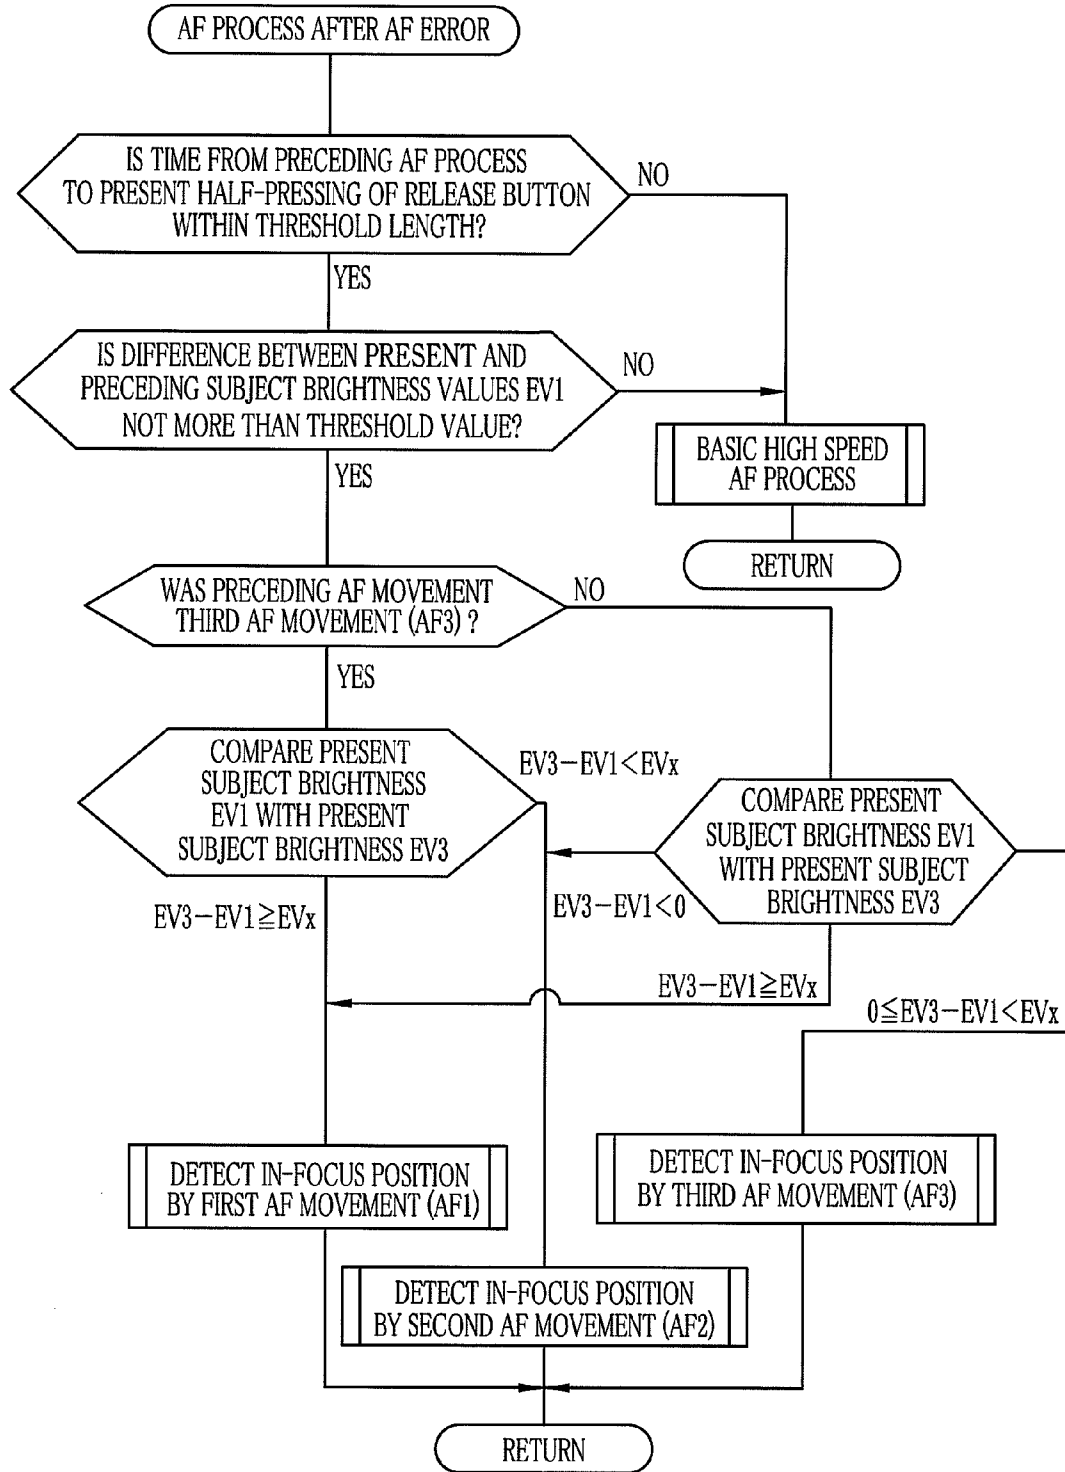 AF PROCESS AFTER AF ERROR
IS TIME FROM PRECEDING AF PROCESS
TO PRESENT HALF-PRESSING OF RELEASE BUTTON
WITHIN THRESHOLD LENGTH?
NO
YES
IS DIFFERENCE BETWEEN PRESENT AND
PRECEDING SUBJECT BRIGHTNESS VALUES EV1
NOT MORE THAN THRESHOLD VALUE?
NO
YES
BASIC HIGH SPEED
AF PROCESS
RETURN
WAS PRECEDING AF MOVEMENT
THIRD AF MOVEMENT (AF3) ?
NO
YES
COMPARE PRESENT
SUBJECT BRIGHTNESS
EV1 WITH PRESENT
SUBJECT BRIGHTNESS EV3
EV3-EV1<EVx
COMPARE PRESENT
SUBJECT BRIGHTNESS EV1
WITH PRESENT SUBJECT
BRIGHTNESS EV3
EV3-EV1≧EVx
EV3-EV1<0
EV3-EV1≧EVx
0≦EV3-EV1<EVx
DETECT IN-FOCUS POSITION
BY FIRST AF MOVEMENT (AF1)
DETECT IN-FOCUS POSITION
BY THIRD AF MOVEMENT (AF3)
DETECT IN-FOCUS POSITION
BY SECOND AF MOVEMENT (AF2)
RETURN